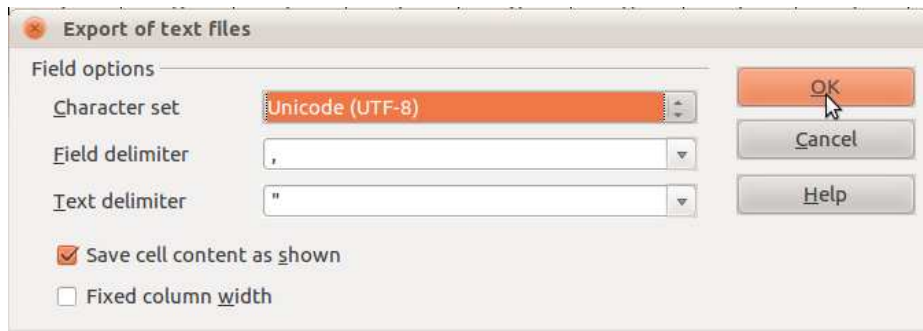 Export of text files
Field options
Character set Unicode (UTF-8)
Field delimiter ,
Text delimiter "
Save cell content as shown
Fixed column width
OK
Cancel
Help